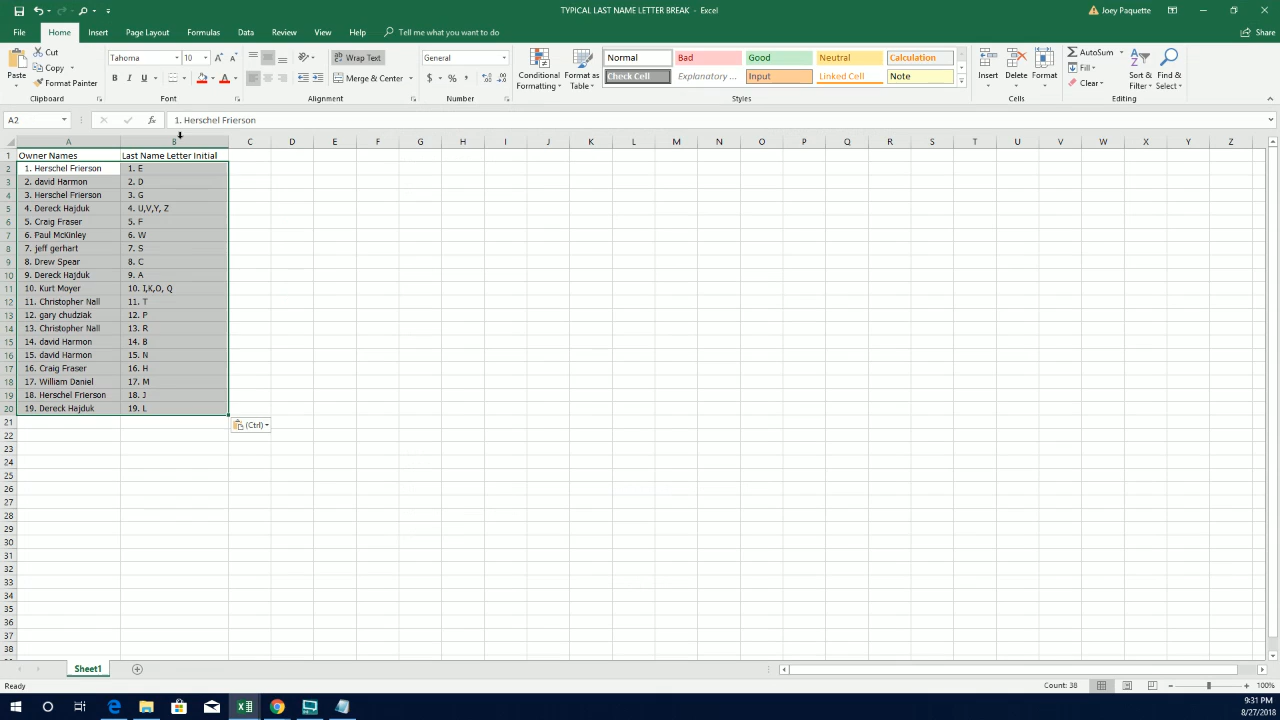 TYPICAL LAST NAME LETTER BREAK - Excel
Joey Paquette
File Home Insert Page Layout Formulas Data Review View Help Tell me what you want to do Share
Paste Cut Copy Format Painter Clipboard
Tahoma 10 B I U A Font
Wrap Text Merge & Center Alignment
General $ % Number
Conditional Formatting Format as Table
Normal Bad Good Neutral Calculation
Check Cell Explanatory ... Input Linked Cell Note
Styles
Insert Delete Format Cells
AutoSum Fill Clear Sort & Filter Find & Select Editing
A2 fx 1. Herschel Frierson
A B C D E F G H I J K L M N O P Q R S T U V W X Y Z
1 Owner Names Last Name Letter Initial
2 1. Herschel Frierson 1. E
3 2. david Harmon 2. D
4 3. Herschel Frierson 3. G
5 4. Dereck Hajduk 4. U,V,Y, Z
6 5. Craig Fraser 5. F
7 6. Paul McKinley 6. W
8 7. jeff gerhart 7. S
9 8. Drew Spear 8. C
10 9. Dereck Hajduk 9. A
11 10. Kurt Moyer 10. I,K,O, Q
12 11. Christopher Nall 11. T
13 12. gary chudziak 12. P
14 13. Christopher Nall 13. R
15 14. david Harmon 14. B
16 15. david Harmon 15. N
17 16. Craig Fraser 16. H
18 17. William Daniel 17. M
19 18. Herschel Frierson 18. J
20 19. Dereck Hajduk 19. L
21 (Ctrl)
22
23
24
25
26
27
28
29
30
31
32
33
34
35
36
37
38
Sheet1
Ready Count: 38 100%
9:31 PM
8/27/2018